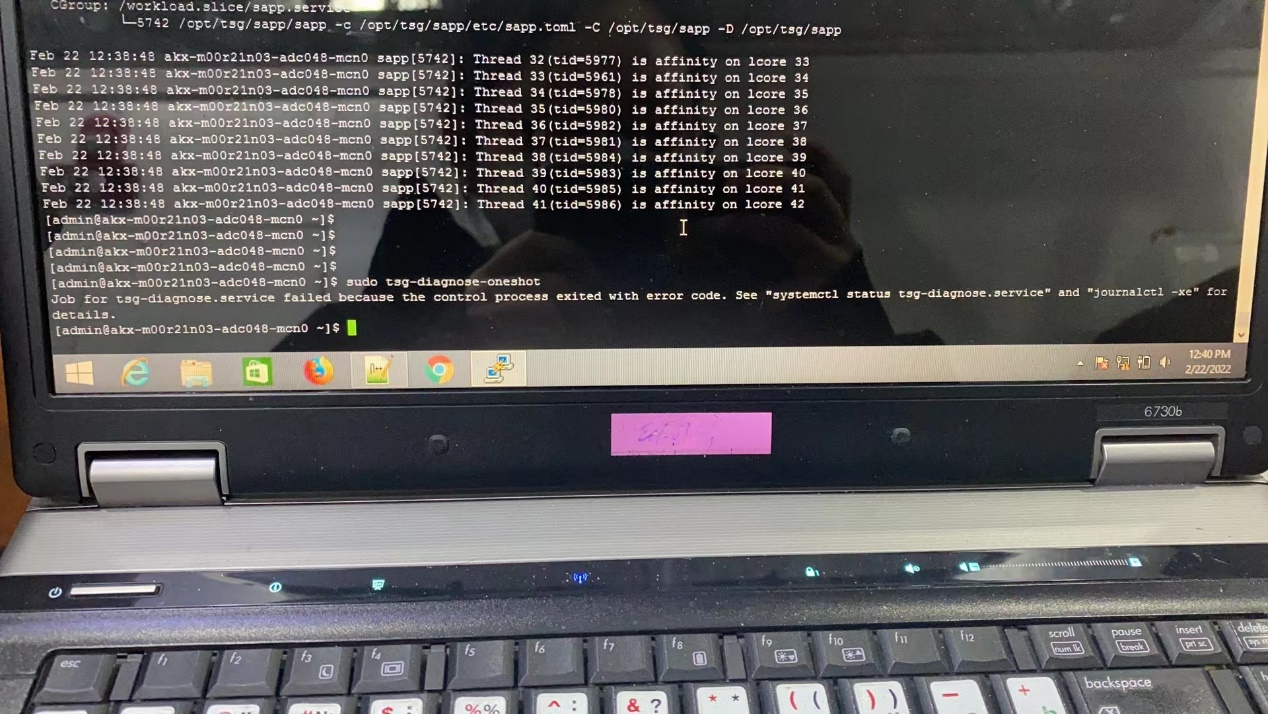 CGroup: /workload.slice/sapp.service
└─5742 /opt/tsg/sapp/sapp -c /opt/tsg/sapp/etc/sapp.toml -C /opt/tsg/sapp -D /opt/tsg/sapp
Feb 22 12:38:48 akx-m00r21n03-adc048-mcn0 sapp[5742]: Thread 32(tid=5977) is affinity on lcore 33
Feb 22 12:38:48 akx-m00r21n03-adc048-mcn0 sapp[5742]: Thread 33(tid=5961) is affinity on lcore 34
Feb 22 12:38:48 akx-m00r21n03-adc048-mcn0 sapp[5742]: Thread 34(tid=5978) is affinity on lcore 35
Feb 22 12:38:48 akx-m00r21n03-adc048-mcn0 sapp[5742]: Thread 35(tid=5980) is affinity on lcore 36
Feb 22 12:38:48 akx-m00r21n03-adc048-mcn0 sapp[5742]: Thread 36(tid=5982) is affinity on lcore 37
Feb 22 12:38:48 akx-m00r21n03-adc048-mcn0 sapp[5742]: Thread 37(tid=5981) is affinity on lcore 38
Feb 22 12:38:48 akx-m00r21n03-adc048-mcn0 sapp[5742]: Thread 38(tid=5984) is affinity on lcore 39
Feb 22 12:38:48 akx-m00r21n03-adc048-mcn0 sapp[5742]: Thread 39(tid=5983) is affinity on lcore 40
Feb 22 12:38:48 akx-m00r21n03-adc048-mcn0 sapp[5742]: Thread 40(tid=5985) is affinity on lcore 41
Feb 22 12:38:48 akx-m00r21n03-adc048-mcn0 sapp[5742]: Thread 41(tid=5986) is affinity on lcore 42
[admin@akx-m00r21n03-adc048-mcn0 ~]$
[admin@akx-m00r21n03-adc048-mcn0 ~]$
[admin@akx-m00r21n03-adc048-mcn0 ~]$
[admin@akx-m00r21n03-adc048-mcn0 ~]$
[admin@akx-m00r21n03-adc048-mcn0 ~]$ sudo tsg-diagnose-oneshot
Job for tsg-diagnose.service failed because the control process exited with error code. See "systemctl status tsg-diagnose.service" and "journalctl -xe" for
details.
[admin@akx-m00r21n03-adc048-mcn0 ~]$
12:40 PM
2/22/2022
6730b
esc f1 f2 f3 f4 f5 f6 f7 f8 f9 f10 f11 f12 scroll num lk pause break insert prt sc delete
% % ^ : & ? * * ( ( ) ) - + backspace